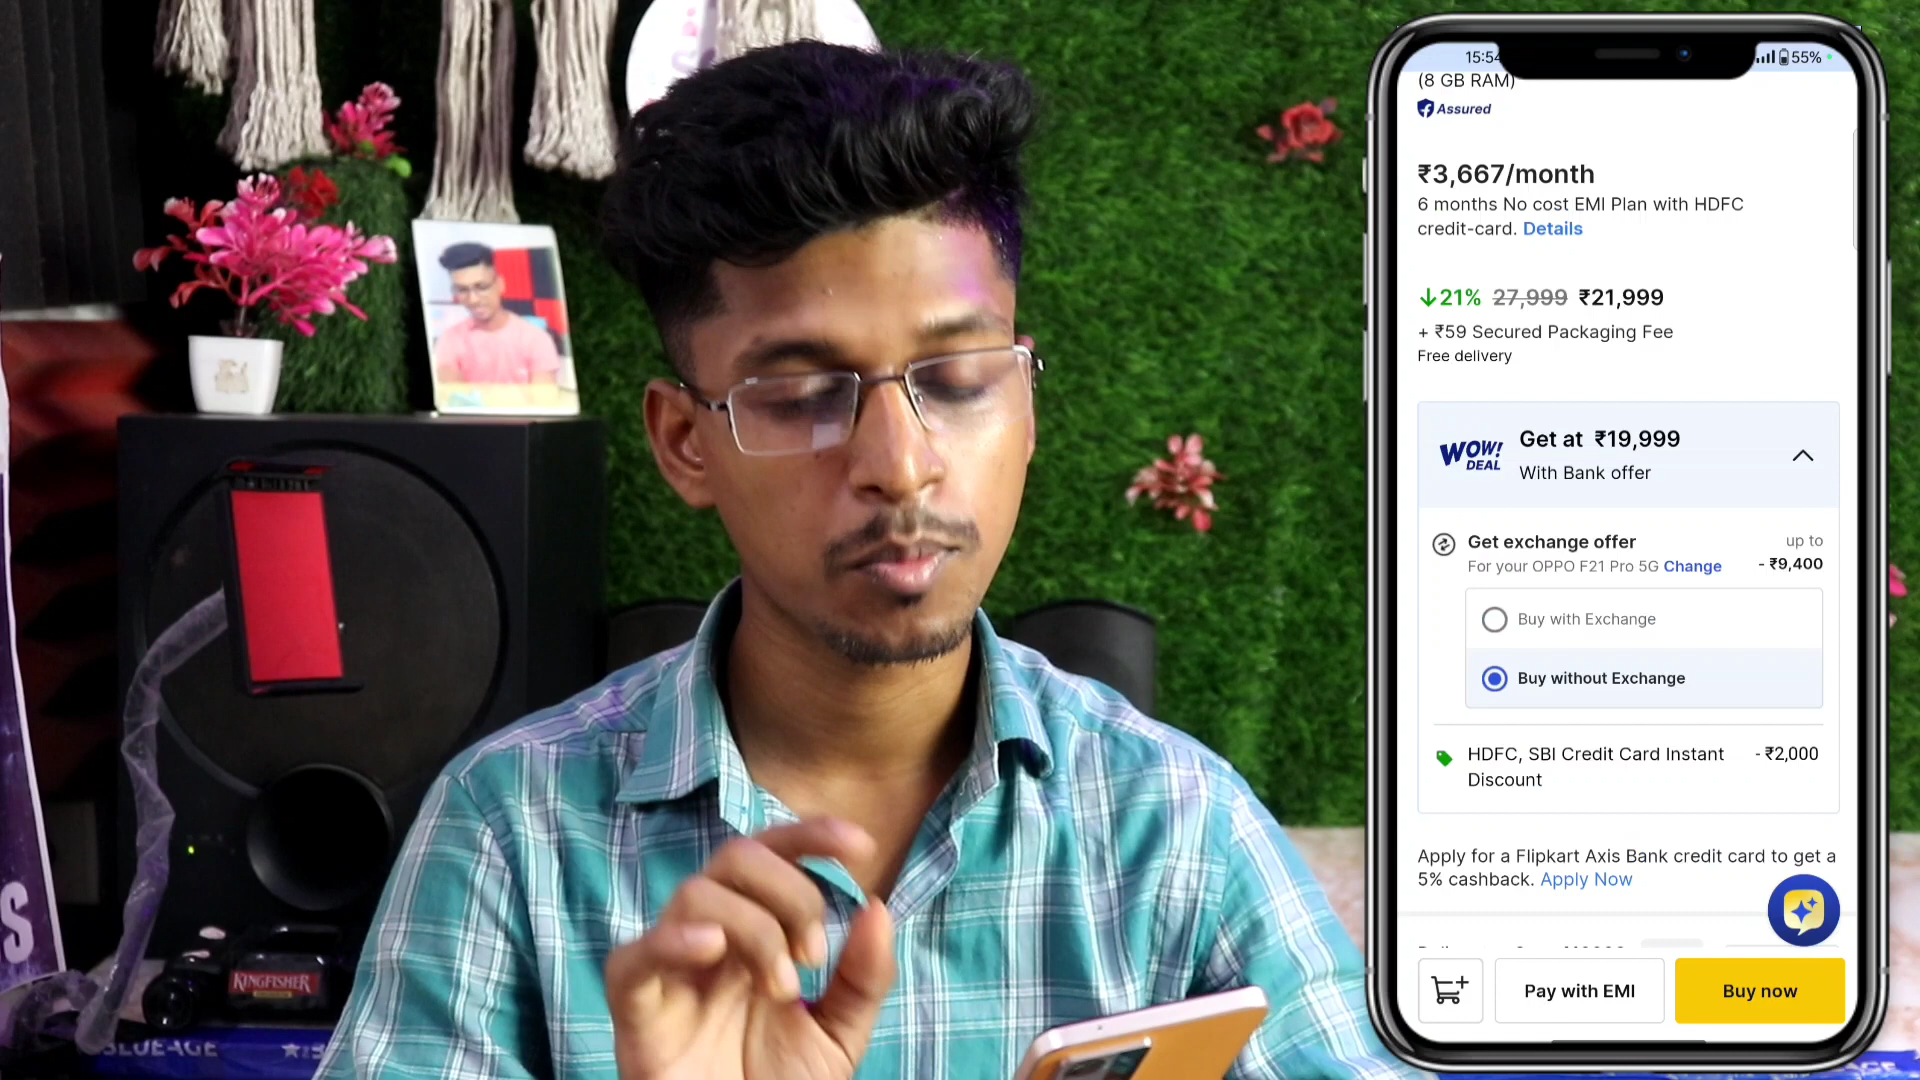 15:54
55%
(8 GB RAM)
Assured
₹3,667/month
6 months No cost EMI Plan with HDFC
credit-card. Details
↓21% 27,999 ₹21,999
+ ₹59 Secured Packaging Fee
Free delivery
WOW!
DEAL
Get at ₹19,999
With Bank offer
Get exchange offer
up to
For your OPPO F21 Pro 5G Change
- ₹9,400
Buy with Exchange
Buy without Exchange
HDFC, SBI Credit Card Instant
Discount
- ₹2,000
Apply for a Flipkart Axis Bank credit card to get a
5% cashback. Apply Now
Pay with EMI
Buy now
KINGFISHER
S